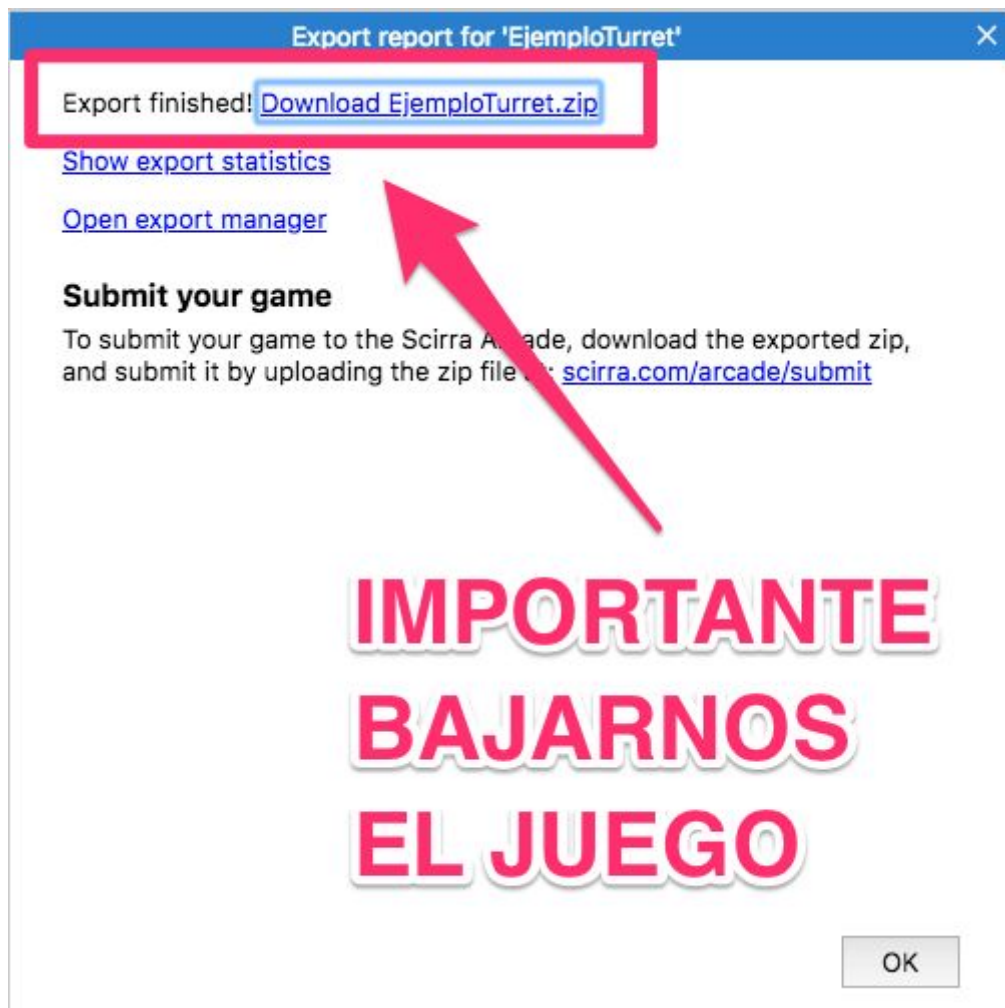 Export report for 'EjemploTurret'
Export finished! Download EjemploTurret.zip
Show export statistics
Open export manager
Submit your game
To submit your game to the Scirra Arcade, download the exported zip,
and submit it by uploading the zip file scirra.com/arcade/submit
IMPORTANTE
BAJARNOS
EL JUEGO
OK